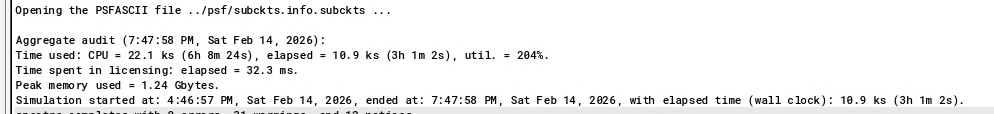 Opening the PSFASCII file ../psf/subckts.info.subckts ...
Aggregate audit (7:47:58 PM, Sat Feb 14, 2026):
Time used: CPU = 22.1 ks (6h 8m 24s), elapsed = 10.9 ks (3h 1m 2s), util. = 204%.
Time spent in licensing: elapsed = 32.3 ms.
Peak memory used = 1.24 Gbytes.
Simulation started at: 4:46:57 PM, Sat Feb 14, 2026, ended at: 7:47:58 PM, Sat Feb 14, 2026, with elapsed time (wall clock): 10.9 ks (3h 1m 2s).